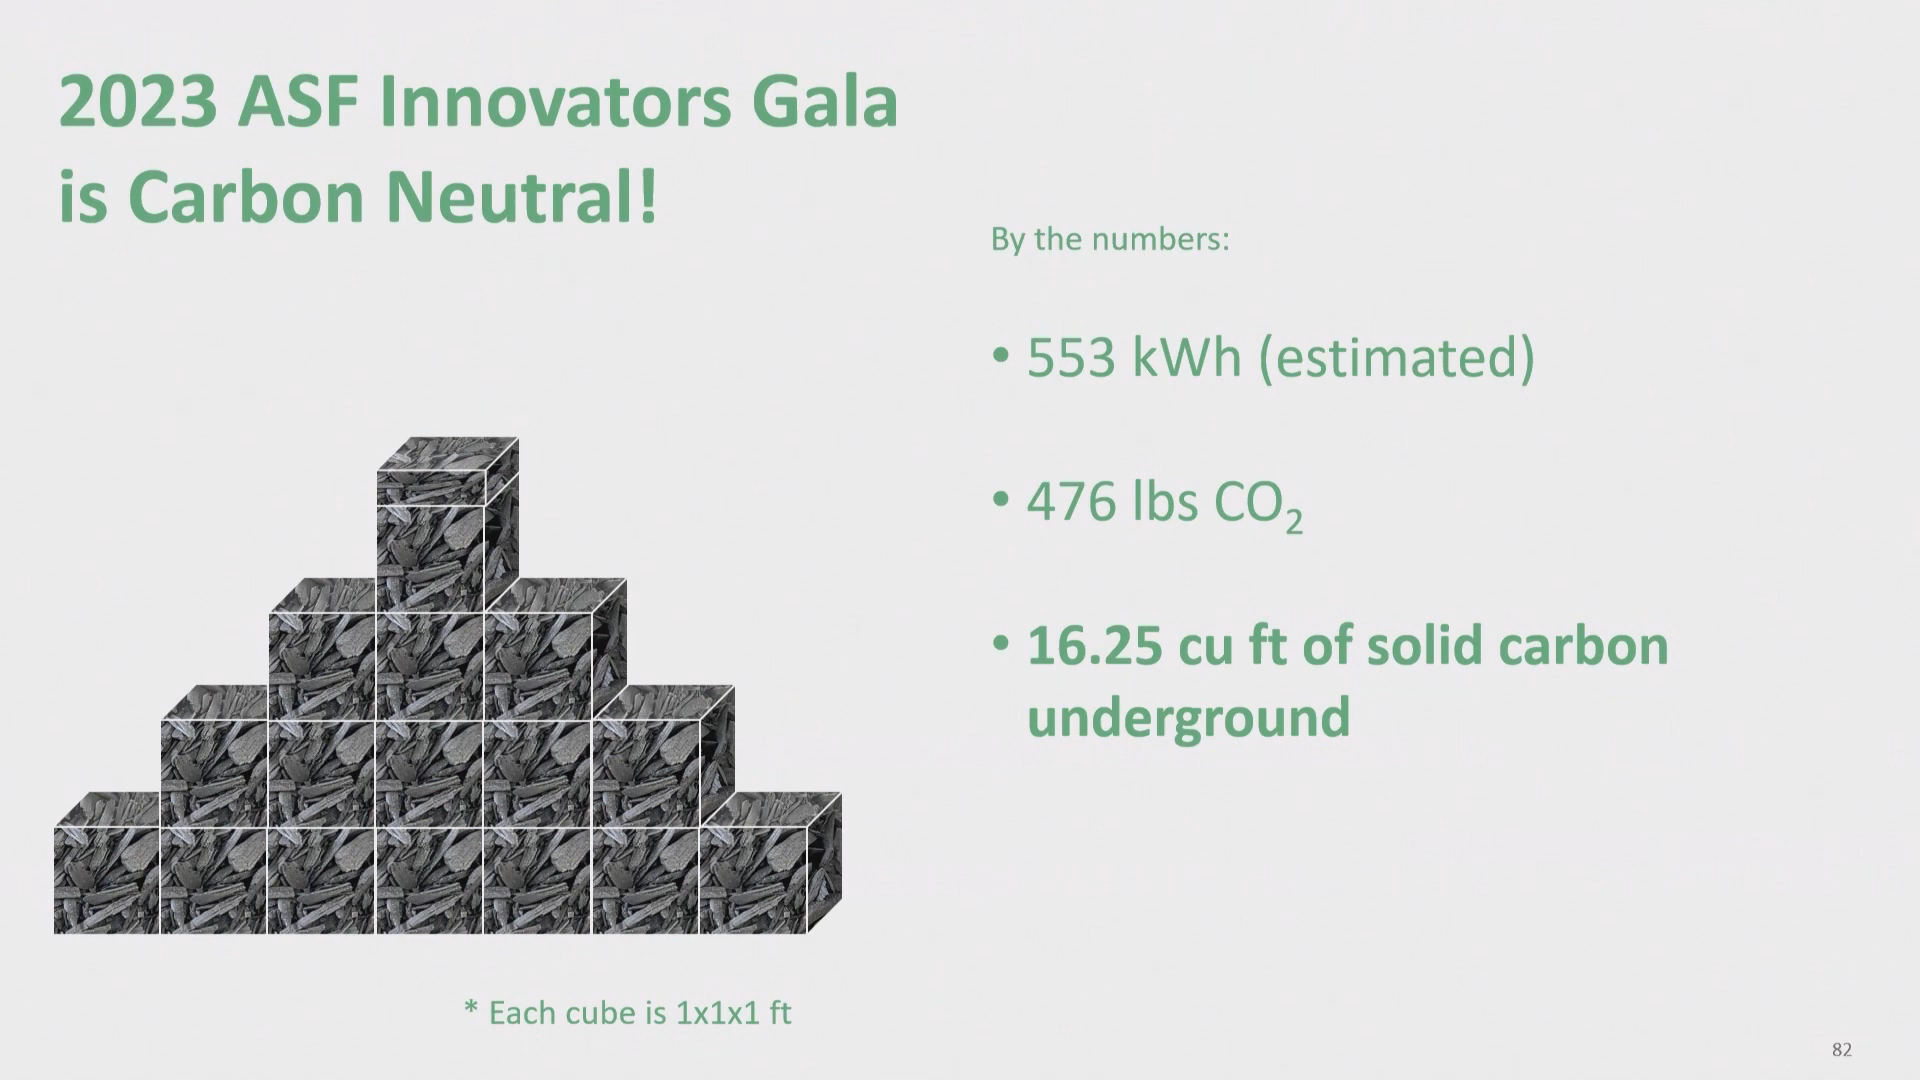 2023 ASF Innovators Gala
is Carbon Neutral!
By the numbers:
• 553 kWh (estimated)
• 476 lbs CO₂
• 16.25 cu ft of solid carbon
underground
* Each cube is 1x1x1 ft
82